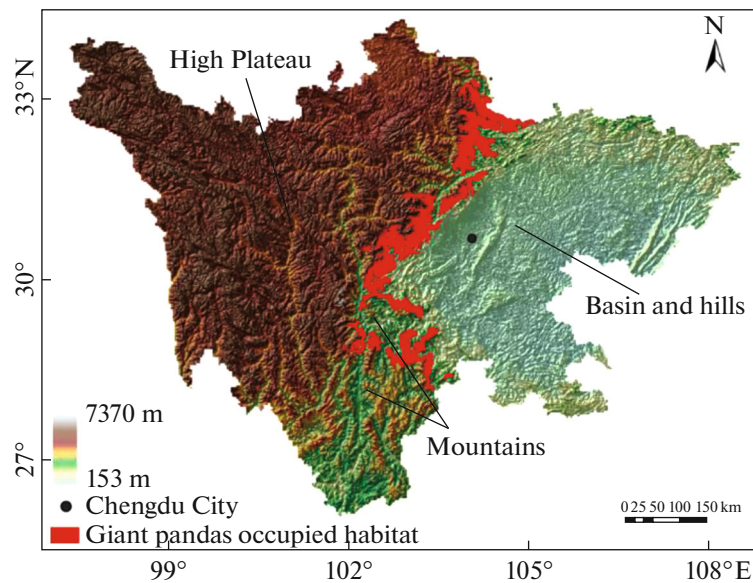 N
High Plateau
33° N
30°
27°
Basin and hills
Mountains
7370 m
153 m
Chengdu City
Giant pandas occupied habitat
0 25 50 100 150 km
99°
102°
105°
108° E